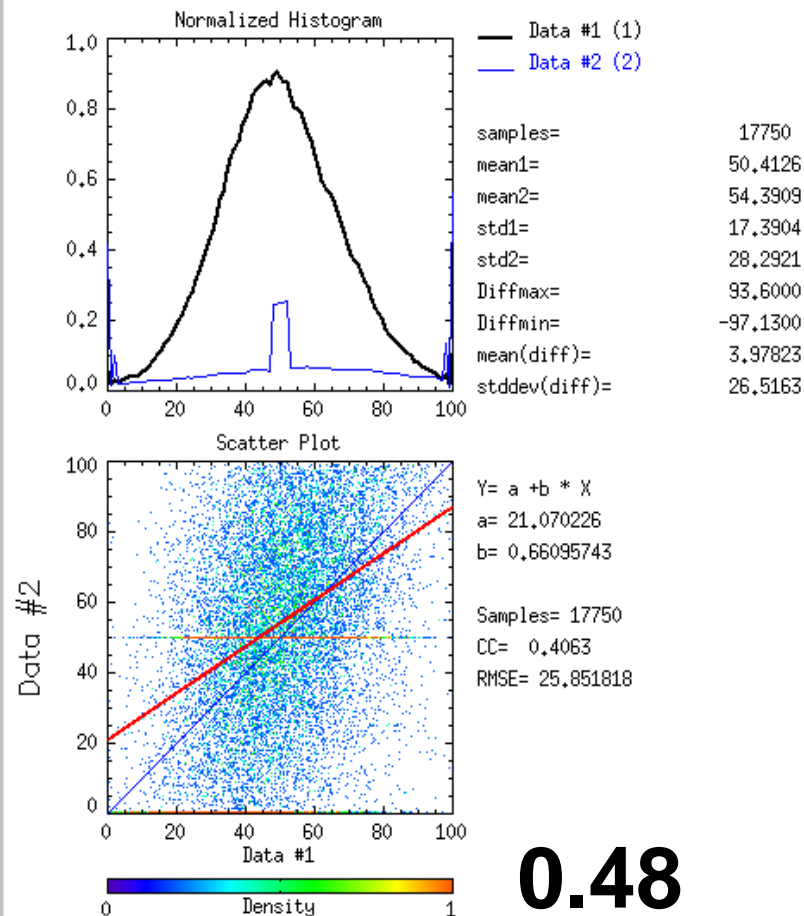 Normalized Histogram
1.0
0.8
0.6
0.4
0.2
0.0
0 20 40 60 80 100
Data #1 (1)
Data #2 (2)
samples= 17750
mean1= 50.4126
mean2= 54.3909
std1= 17.3904
std2= 28.2921
Diffmax= 93.6000
Diffmin= -97.1300
mean(diff)= 3.97823
stddev(diff)= 26.5163
Scatter Plot
100
80
60
40
20
0
Data #2
0 20 40 60 80 100
Data #1
Y= a +b * X
a= 21.070226
b= 0.66095743
Samples= 17750
CC= 0.4063
RMSE= 25.851818
0 Density 1
0.48